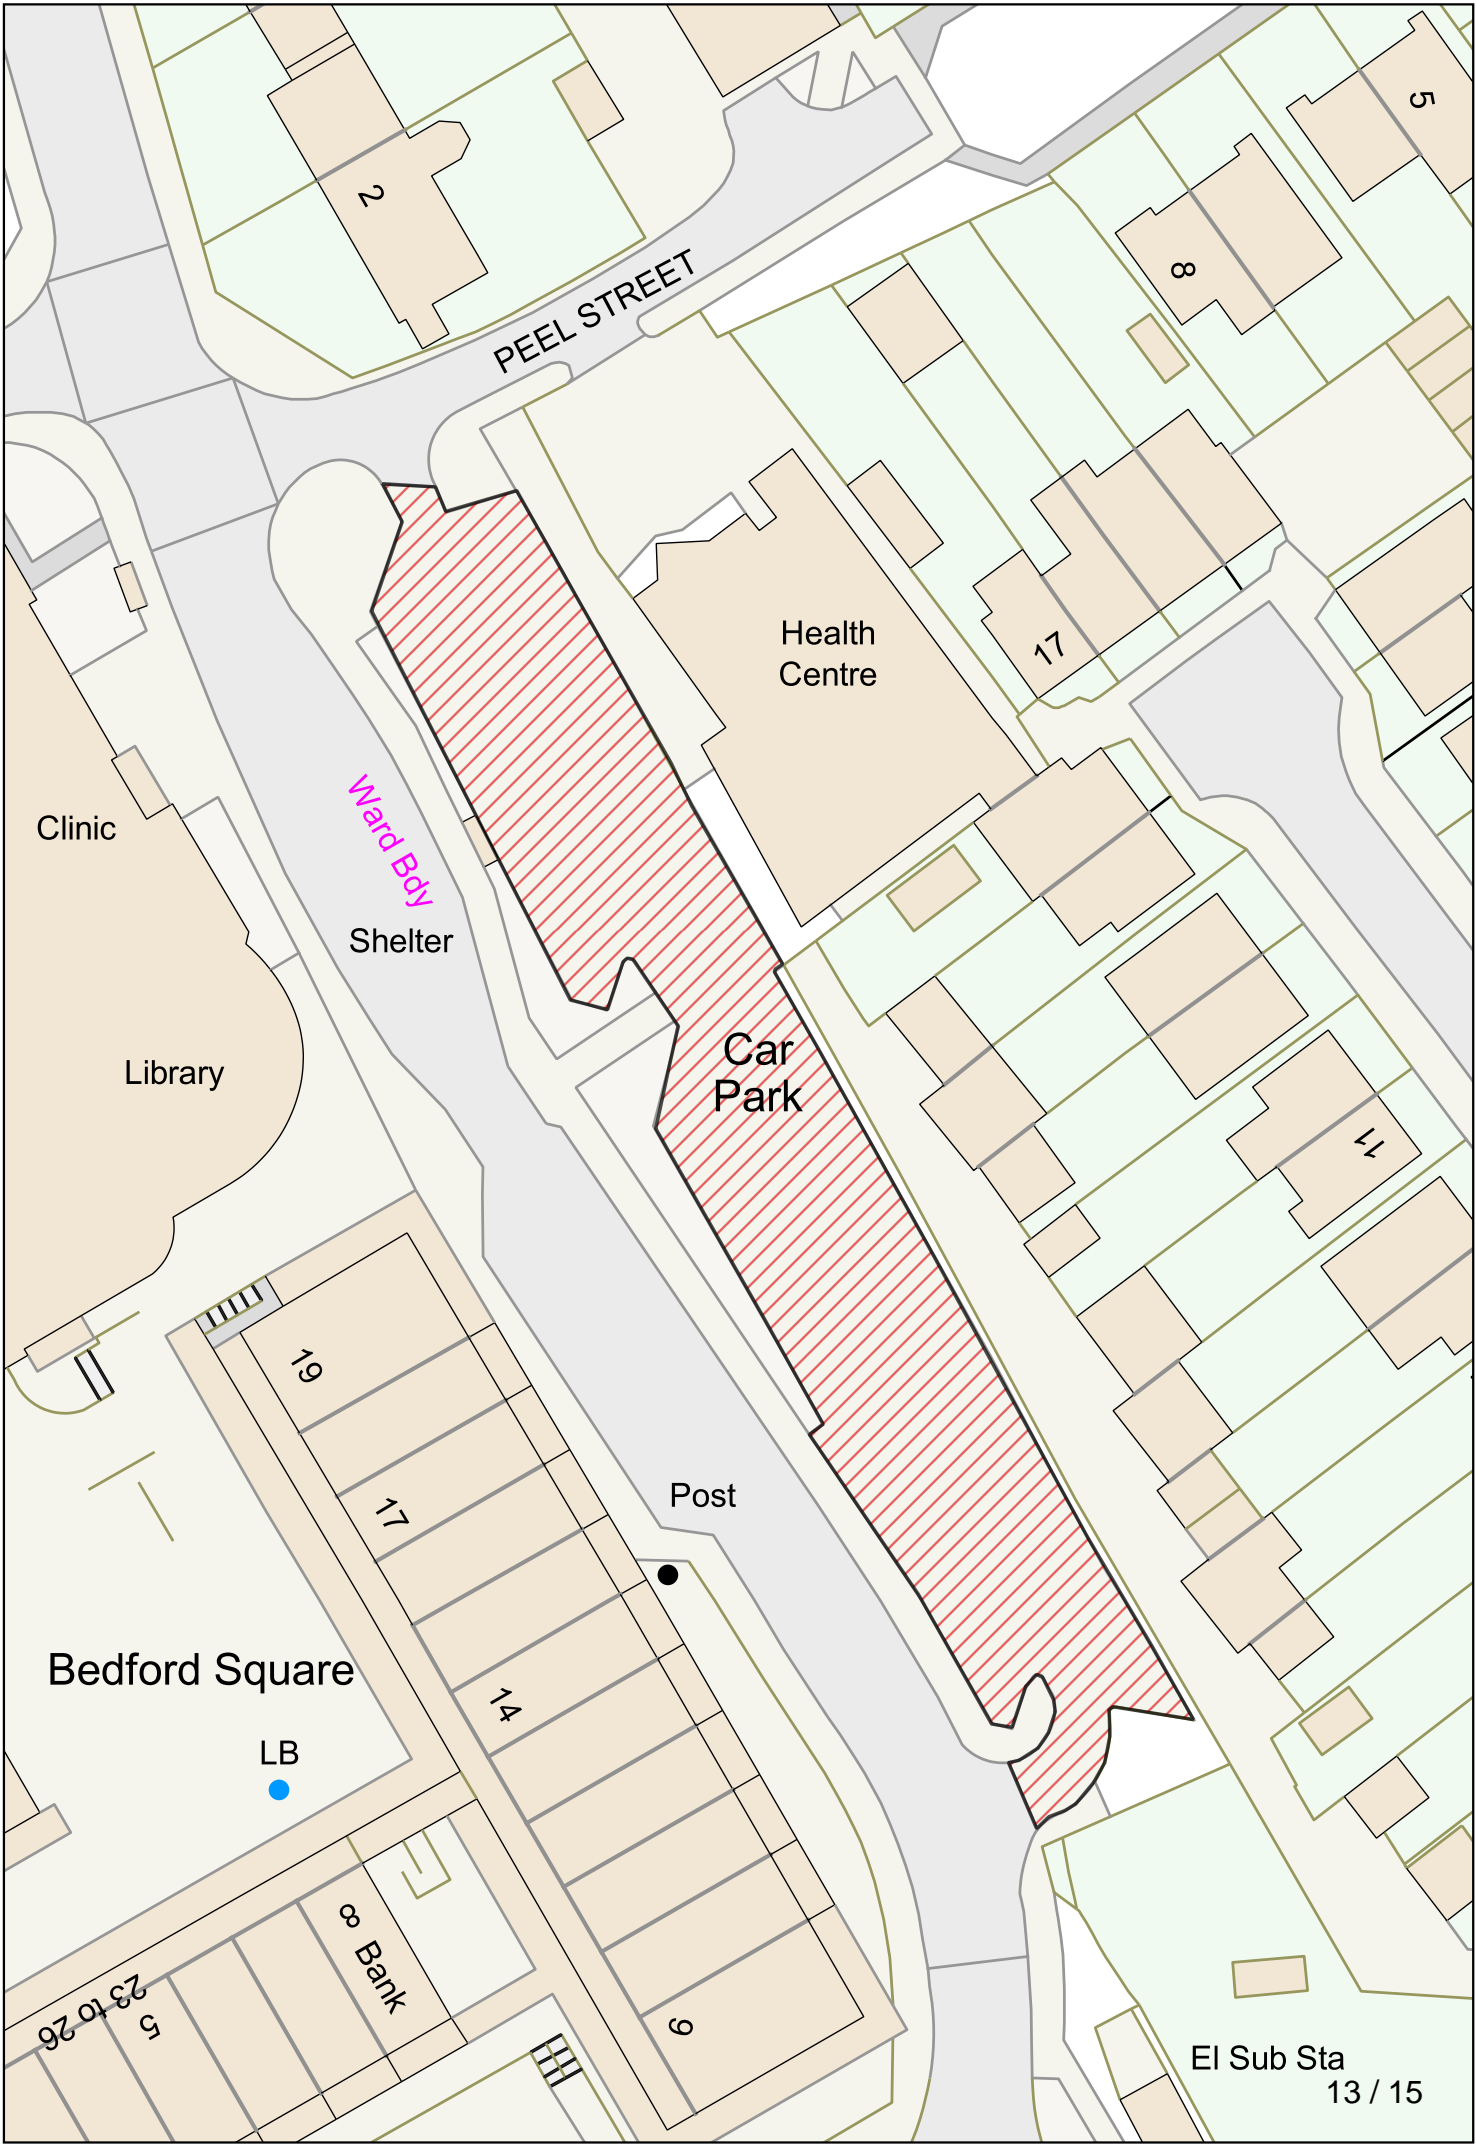 5
2
8
PEEL STREET
Health
Centre
17
Ward Bdy
Clinic
Shelter
Library
Car
Park
11
19
17
Post
Bedford Square
14
LB
8 Bank
23 to 26
5
9
El Sub Sta
13 / 15